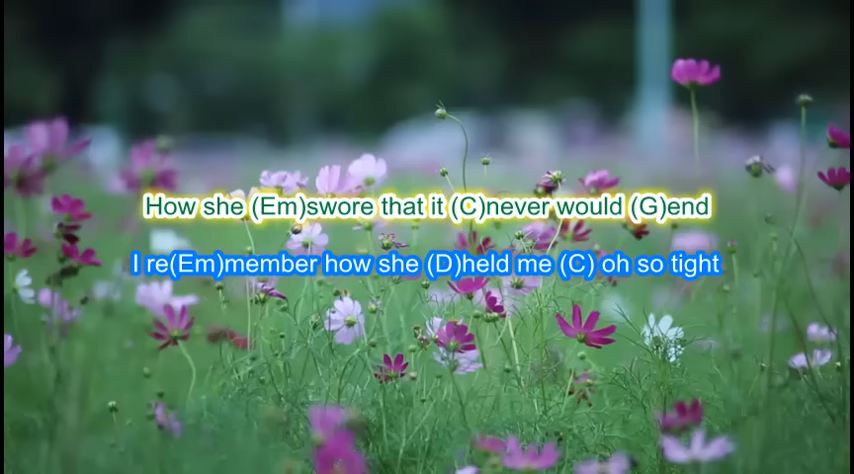 How she (Em)swore that it (C)never would (G)end
I re(Em)member how she (D)held me (C) oh so tight